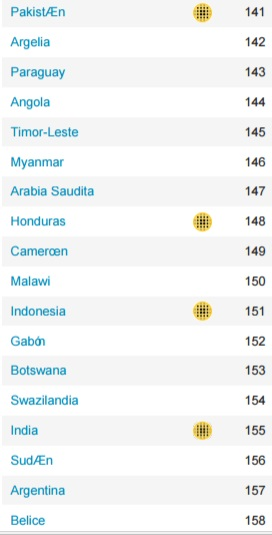 PakistÆn 141
Argelia 142
Paraguay 143
Angola 144
Timor-Leste 145
Myanmar 146
Arabia Saudita 147
Honduras 148
Camerœn 149
Malawi 150
Indonesia 151
Gabón 152
Botswana 153
Swazilandia 154
India 155
SudÆn 156
Argentina 157
Belice 158